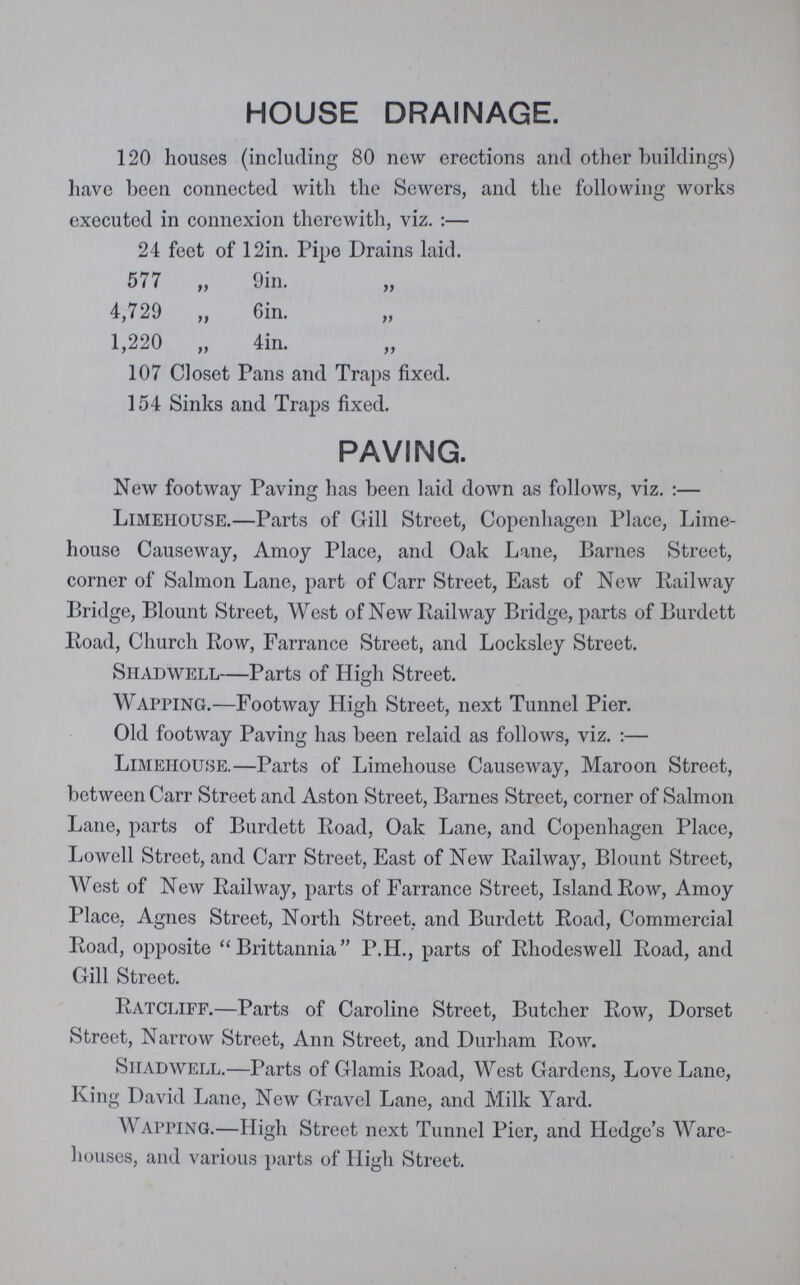 HOUSE DRAINAGE.
120 houses (including 80 new erections and other buildings)
have been connected with the Sewers, and the following works
executed in connexion therewith, viz. :—
24 feet of 12in. Pipe Drains laid.
577 „ 9in. „
4,729 „ 6in. „
1,220 „ 4in. „
107 Closet Pans and Traps fixed.
154 Sinks and Traps fixed.
PAVING.
New footway Paving has been laid down as follows, viz. :—
LIMEHOUSE.—Parts of Gill Street, Copenhagen Place, Lime-
house Causeway, Amoy Place, and Oak Lane, Barnes Street,
corner of Salmon Lane, part of Carr Street, East of New Railway
Bridge, Blount Street, West of New Railway Bridge, parts of Burdett
Road, Church Row, Farrance Street, and Locksley Street.
SHADWELL—Parts of High Street.
WAPPING.—Footway High Street, next Tunnel Pier.
Old footway Paving has been relaid as follows, viz. :—
LIMEHOUSE.—Parts of Limehouse Causeway, Maroon Street,
between Carr Street and Aston Street, Barnes Street, corner of Salmon
Lane, parts of Burdett Road, Oak Lane, and Copenhagen Place,
Lowell Street, and Carr Street, East of New Railway, Blount Street,
West of New Railway, parts of Farrance Street, Island Row, Amoy
Place, Agnes Street, North Street, and Burdett Road, Commercial
Road, opposite “Brittannia” P.H., parts of Rhodeswell Road, and
Gill Street.
RATCLIFF.—Parts of Caroline Street, Butcher Row, Dorset
Street, Narrow Street, Ann Street, and Durham Row.
SHADWELL.—Parts of Glamis Road, West Gardens, Love Lane,
King David Lane, New Gravel Lane, and Milk Yard.
WAPPING.—High Street next Tunnel Pier, and Hedge's Ware-
houses, and various parts of High Street.